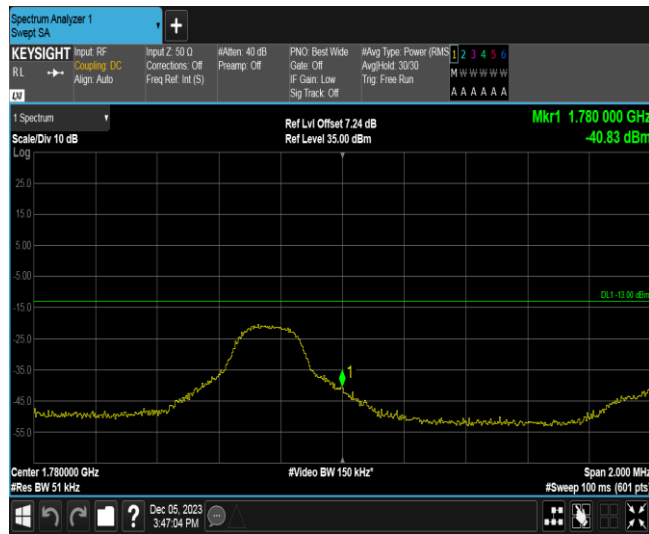 Spectrum Analyzer 1
Swept SA
KEYSIGHT
RL
LXI
Input: RF
Coupling: DC
Align: Auto
Input Z: 50 Ω
Corrections: Off
Freq Ref: Int (S)
#Atten: 40 dB
Preamp: Off
PNO: Best Wide
Gate: Off
IF Gain: Low
Sig Track: Off
#Avg Type: Power (RMS
Avg|Hold: 30/30
Trig: Free Run
1 2 3 4 5 6
M W W W W W
A A A A A A
1 Spectrum
Scale/Div 10 dB
Ref Lvl Offset 7.24 dB
Ref Level 35.00 dBm
Mkr1 1.780 000 GHz
-40.83 dBm
Log
25.0
15.0
5.00
-5.00
DL1 -13.00 dBm
-15.0
-25.0
-35.0
1
-45.0
-55.0
Center 1.780000 GHz
#Res BW 51 kHz
#Video BW 150 kHz*
Span 2.000 MHz
#Sweep 100 ms (601 pts
?
Dec 05, 2023
3:47:04 PM